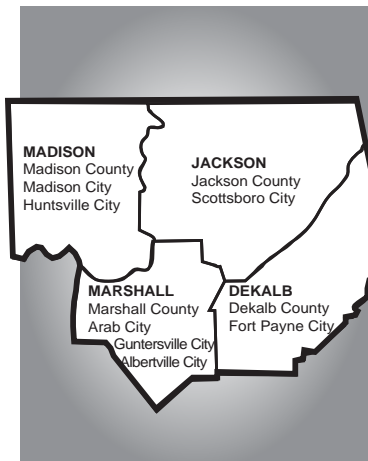 MADISON
Madison County
Madison City
Huntsville City
JACKSON
Jackson County
Scottsboro City
MARSHALL
Marshall County
Arab City
Guntersville City
Albertville City
DEKALB
Dekalb County
Fort Payne City